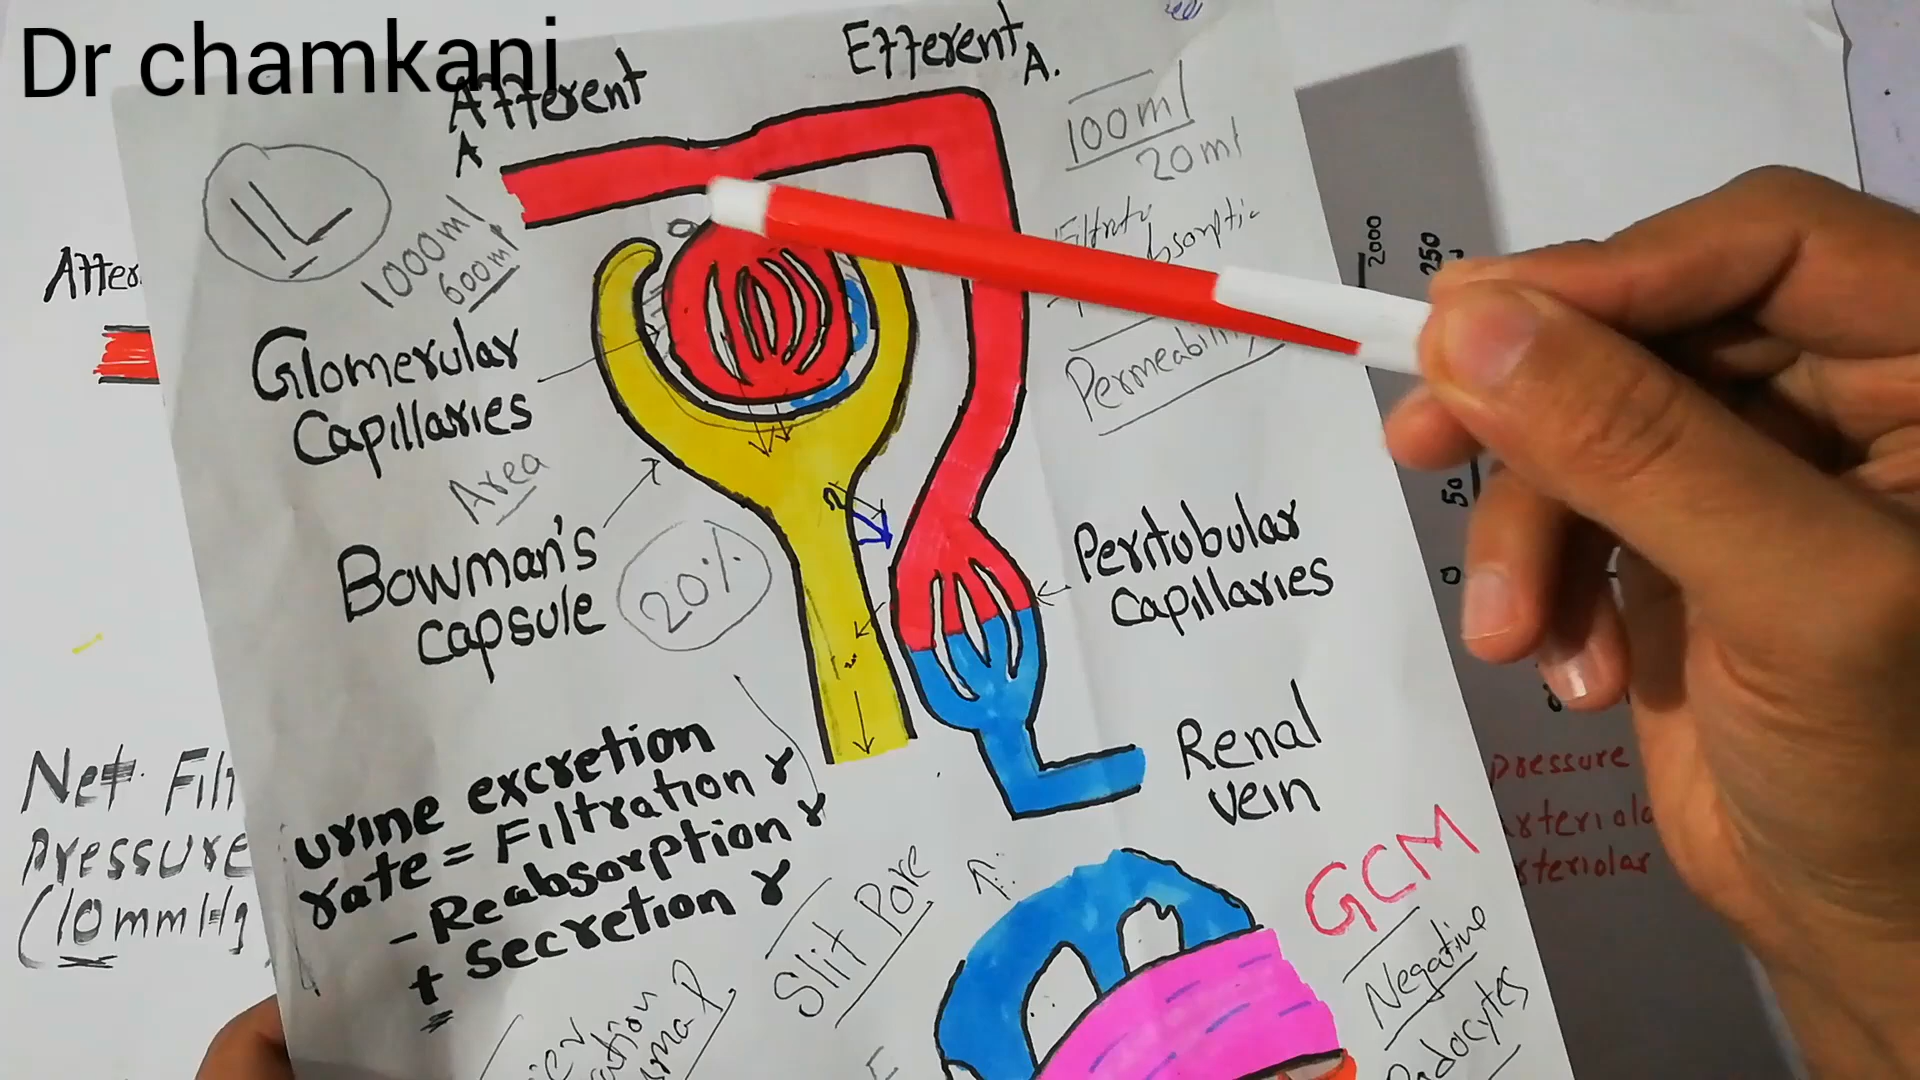 Dr chamkani
Afferent
A
Efferent
A.
1L
1000ml
600ml
100ml
20ml
Permeability
Glomerular
Capillaries
Area
Bowman's
capsule
20%
Peritubular
Capillaries
Renal
vein
urine excretion
rate = Filtration r
- Reabsorption r
+ Secretion r
Slit Pore
GCM
Negative
Net Filt
Pressure
(10mmHg
Affer
2000
250
50
0
pressure